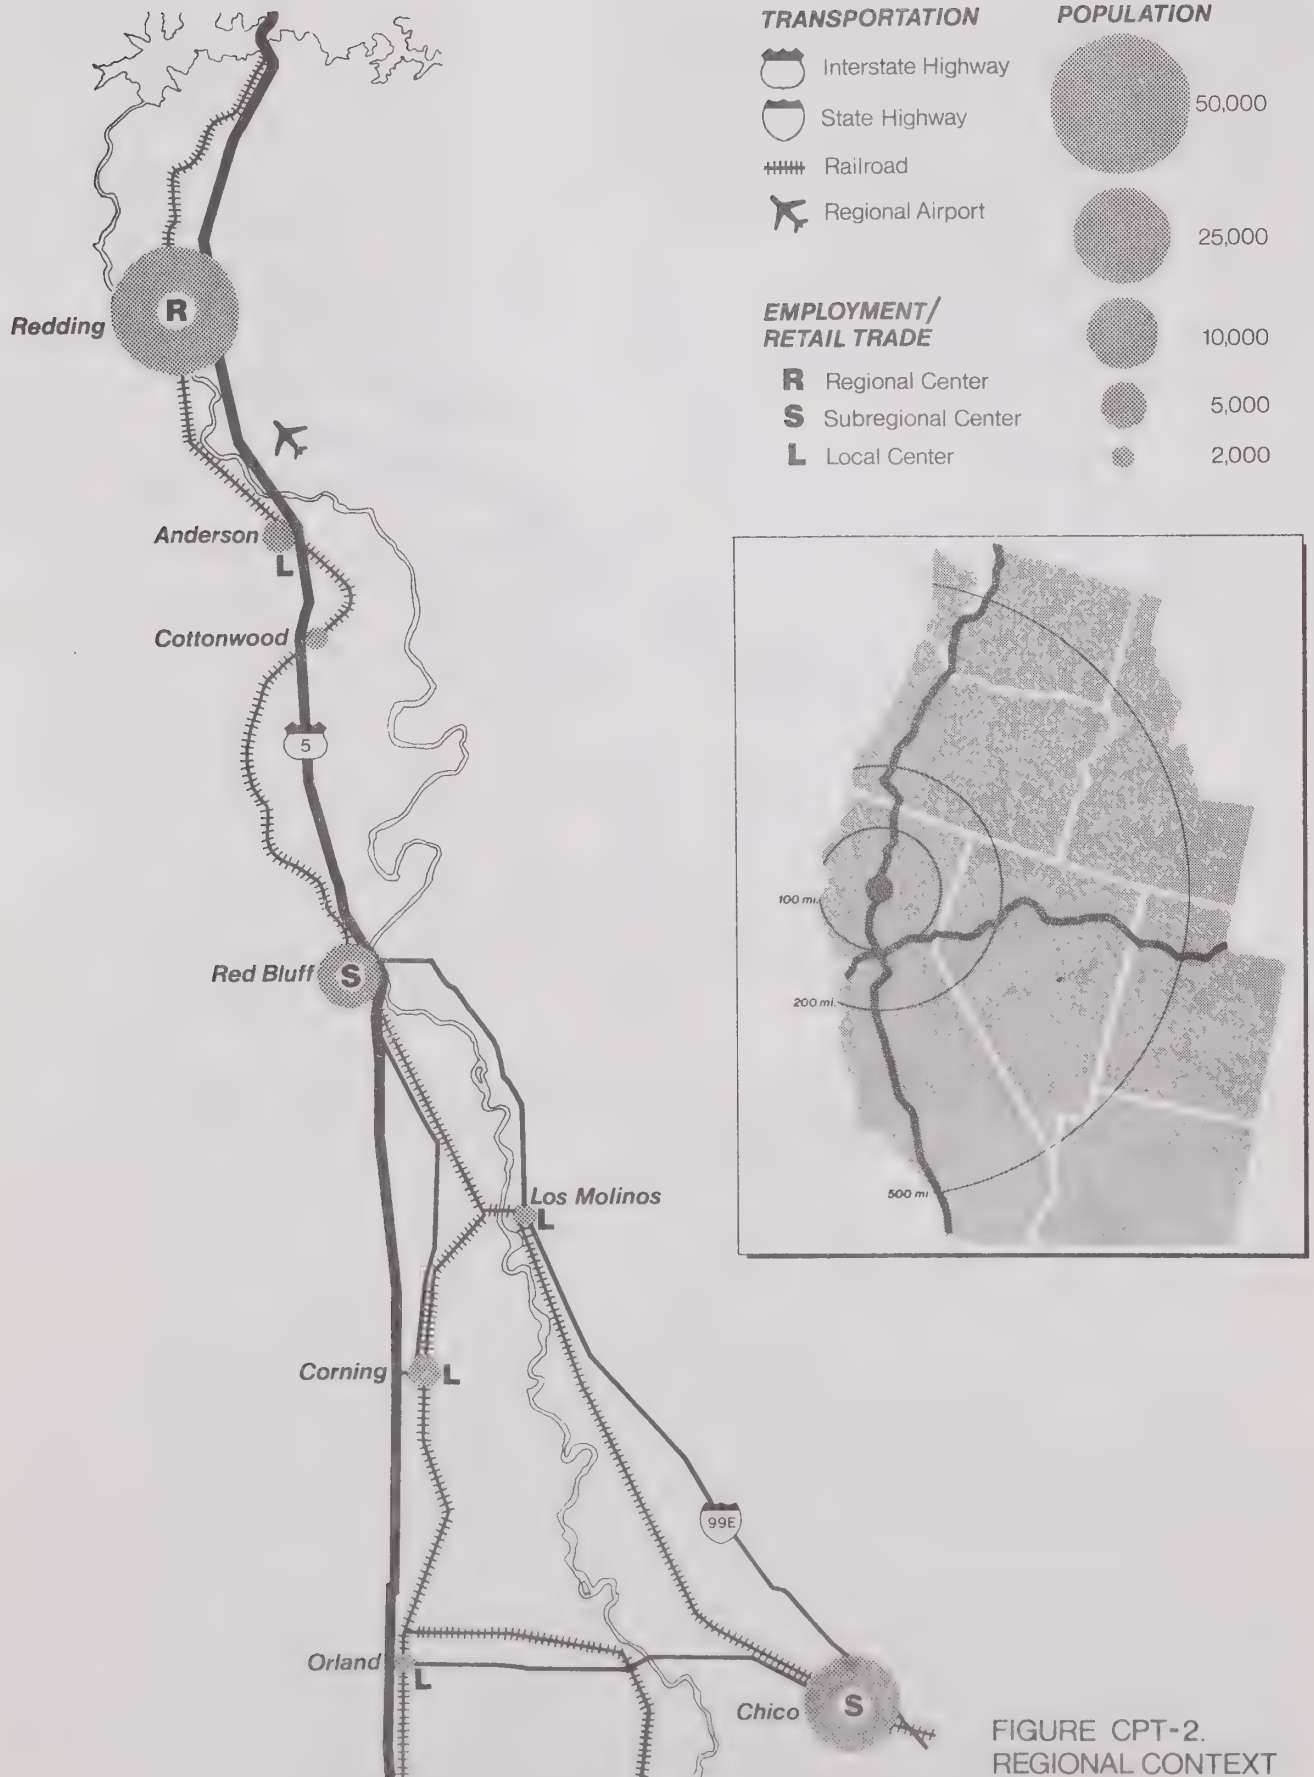 TRANSPORTATION
Interstate Highway
State Highway
Railroad
Regional Airport
EMPLOYMENT/
RETAIL TRADE
R Regional Center
S Subregional Center
L Local Center
POPULATION
50,000
25,000
10,000
5,000
2,000
Redding
R
Anderson
L
Cottonwood
5
Red Bluff
S
Los Molinos
L
Corning
L
99E
Orland
L
Chico
S
100 mi.
200 mi.
500 mi
FIGURE CPT-2.
REGIONAL CONTEXT